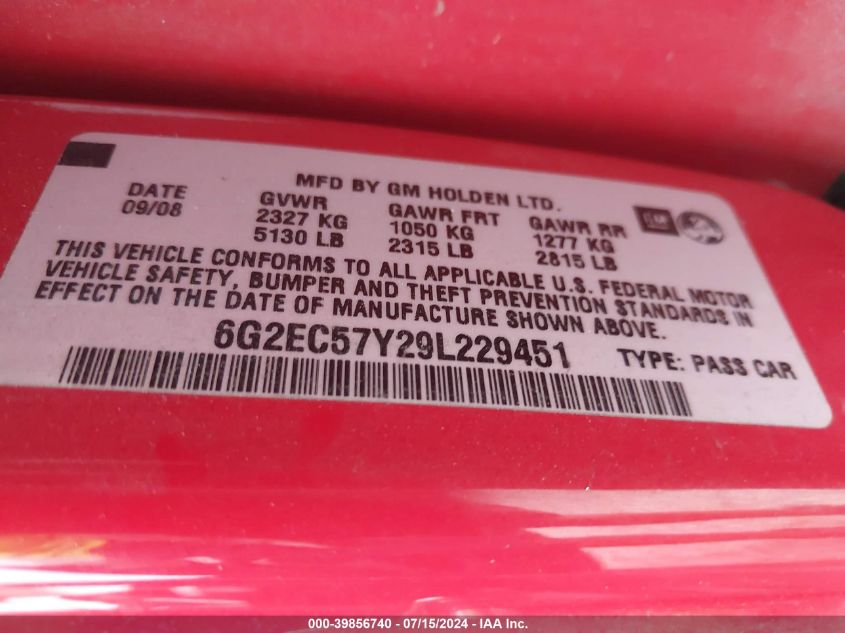 MFD BY GM HOLDEN LTD.
DATE GVWR GAWR FRT GAWR RR GM
09/08 2327 KG 1050 KG 1277 KG
5130 LB 2315 LB 2815 LB
THIS VEHICLE CONFORMS TO ALL APPLICABLE U.S. FEDERAL MOTOR
VEHICLE SAFETY, BUMPER AND THEFT PREVENTION STANDARDS IN
EFFECT ON THE DATE OF MANUFACTURE SHOWN ABOVE.
6G2EC57Y29L229451 TYPE: PASS CAR
000-39856740 - 07/15/2024 - IAA Inc.